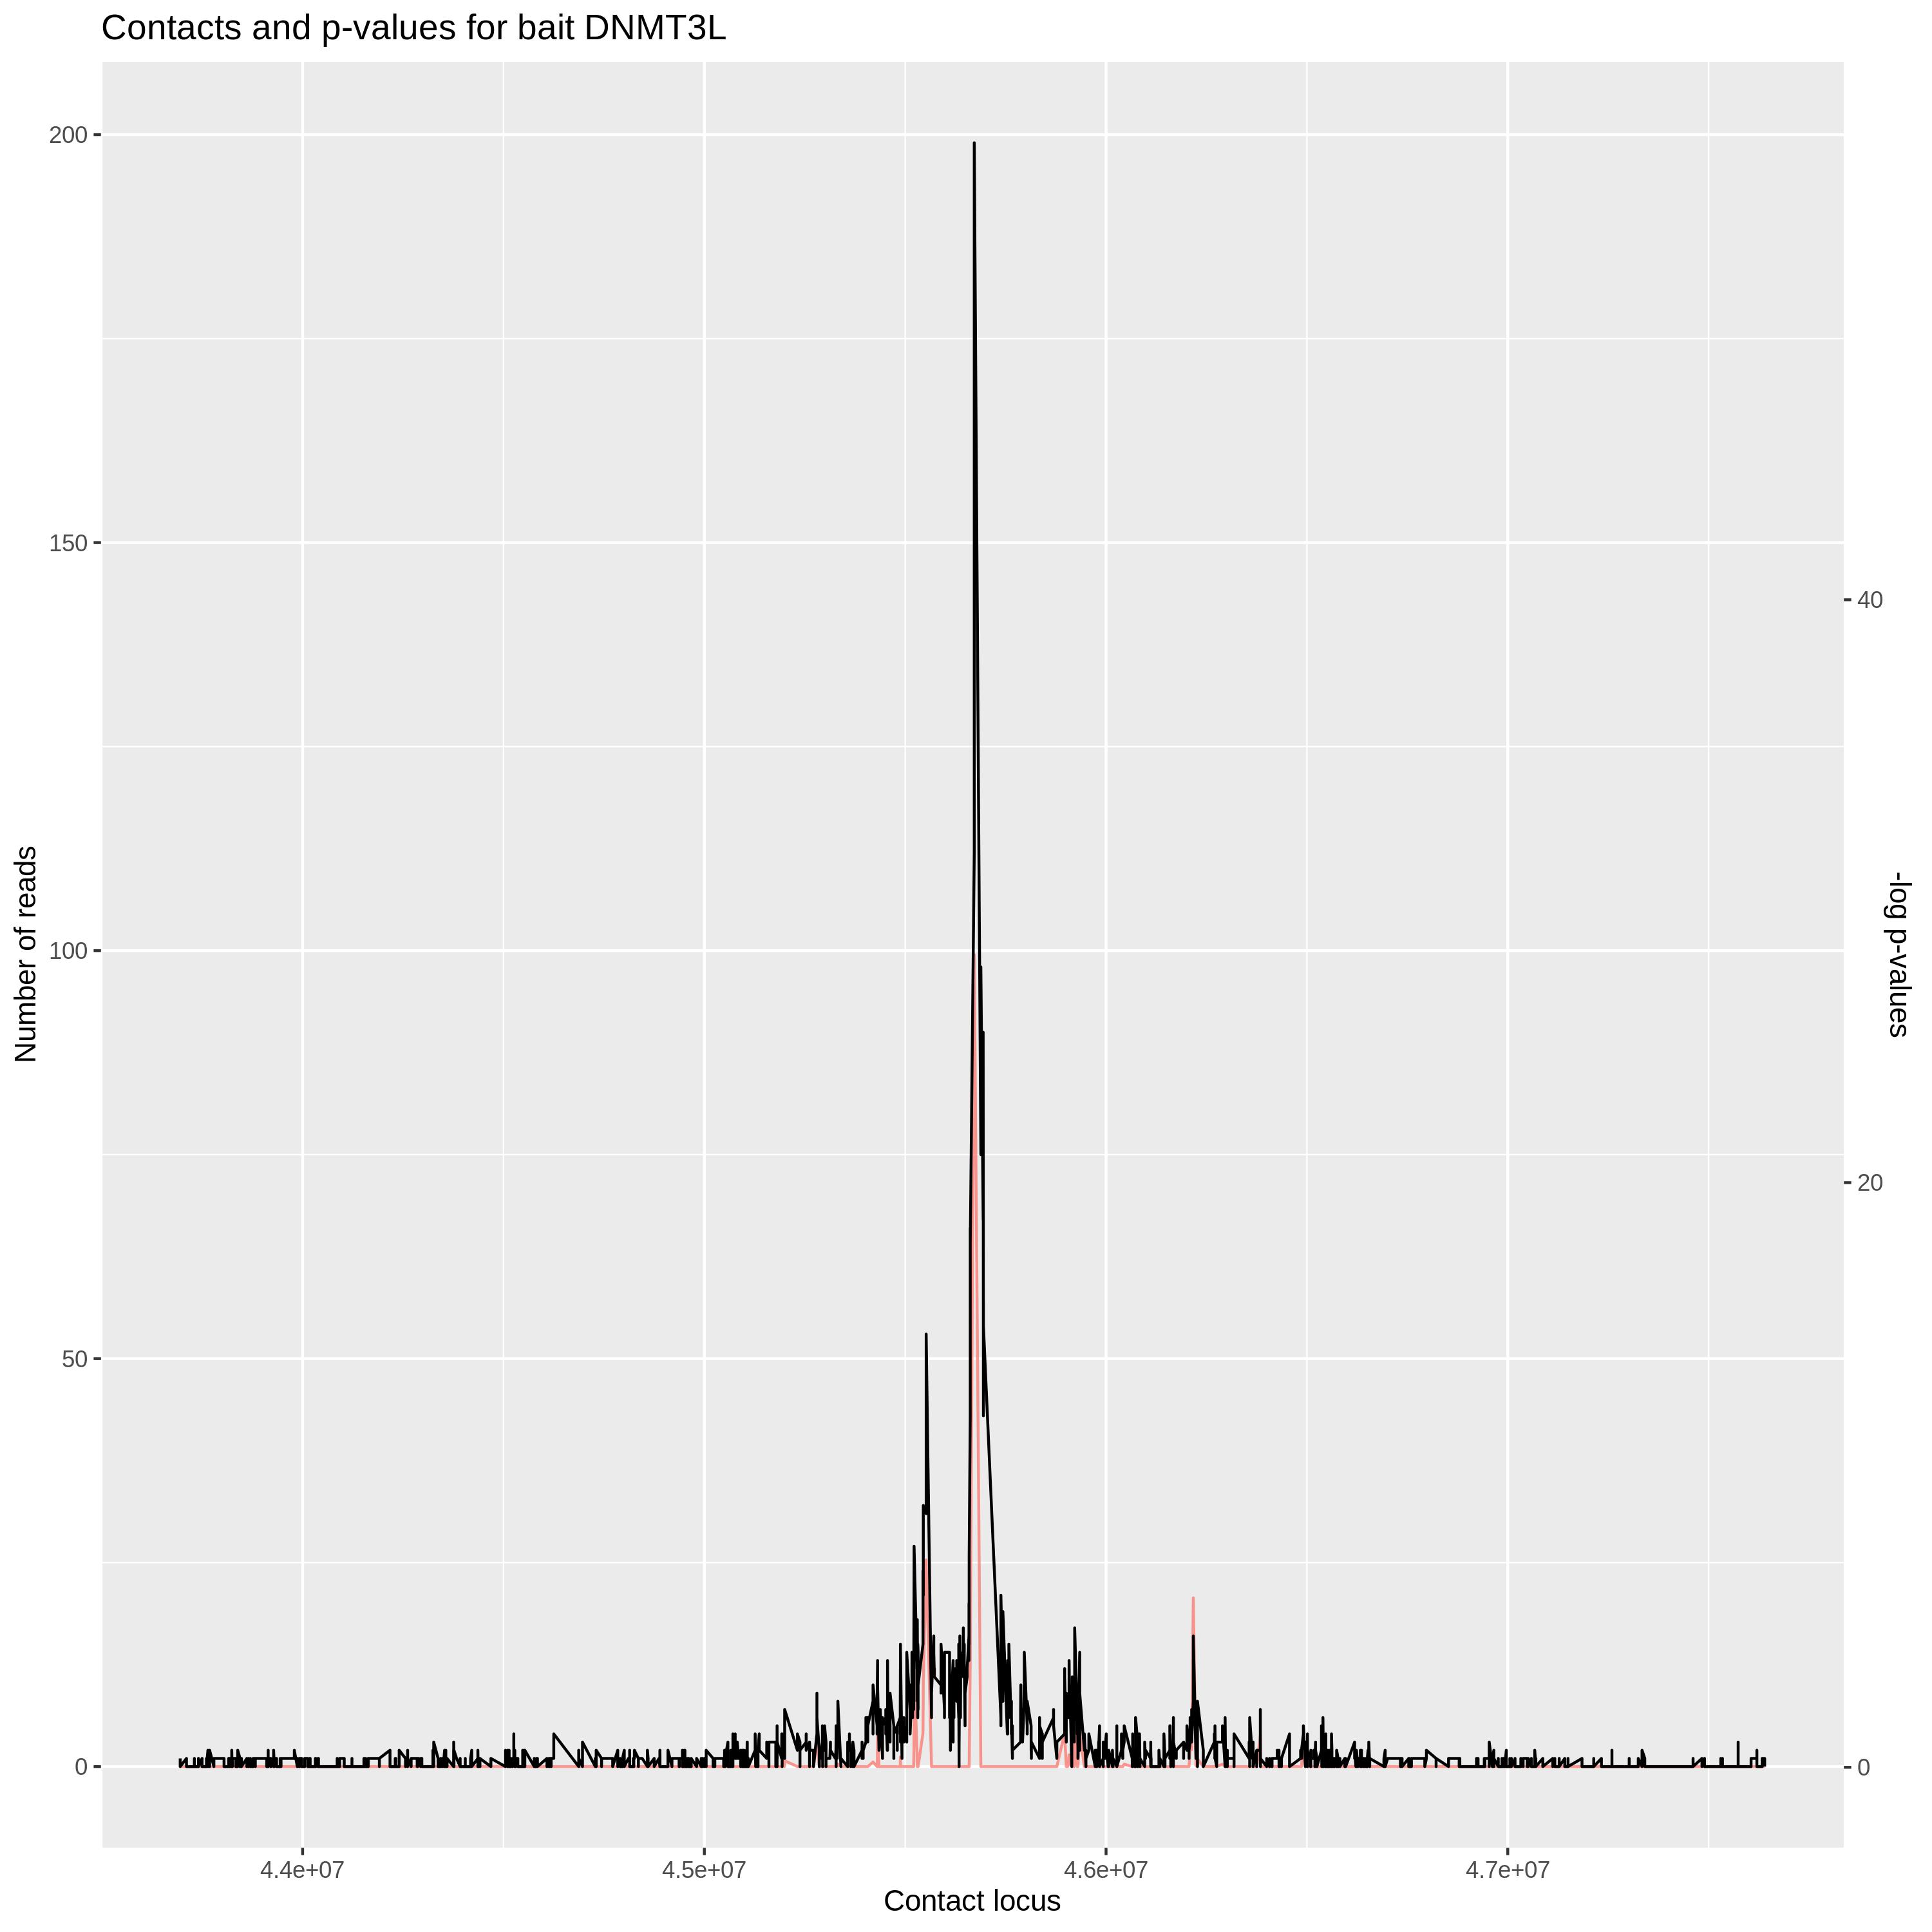 Contacts and p-values for bait DNMT3L
200
150
100
50
0
Number of reads
40
20
0
-log p-values
4.4e+07
4.5e+07
4.6e+07
4.7e+07
Contact locus